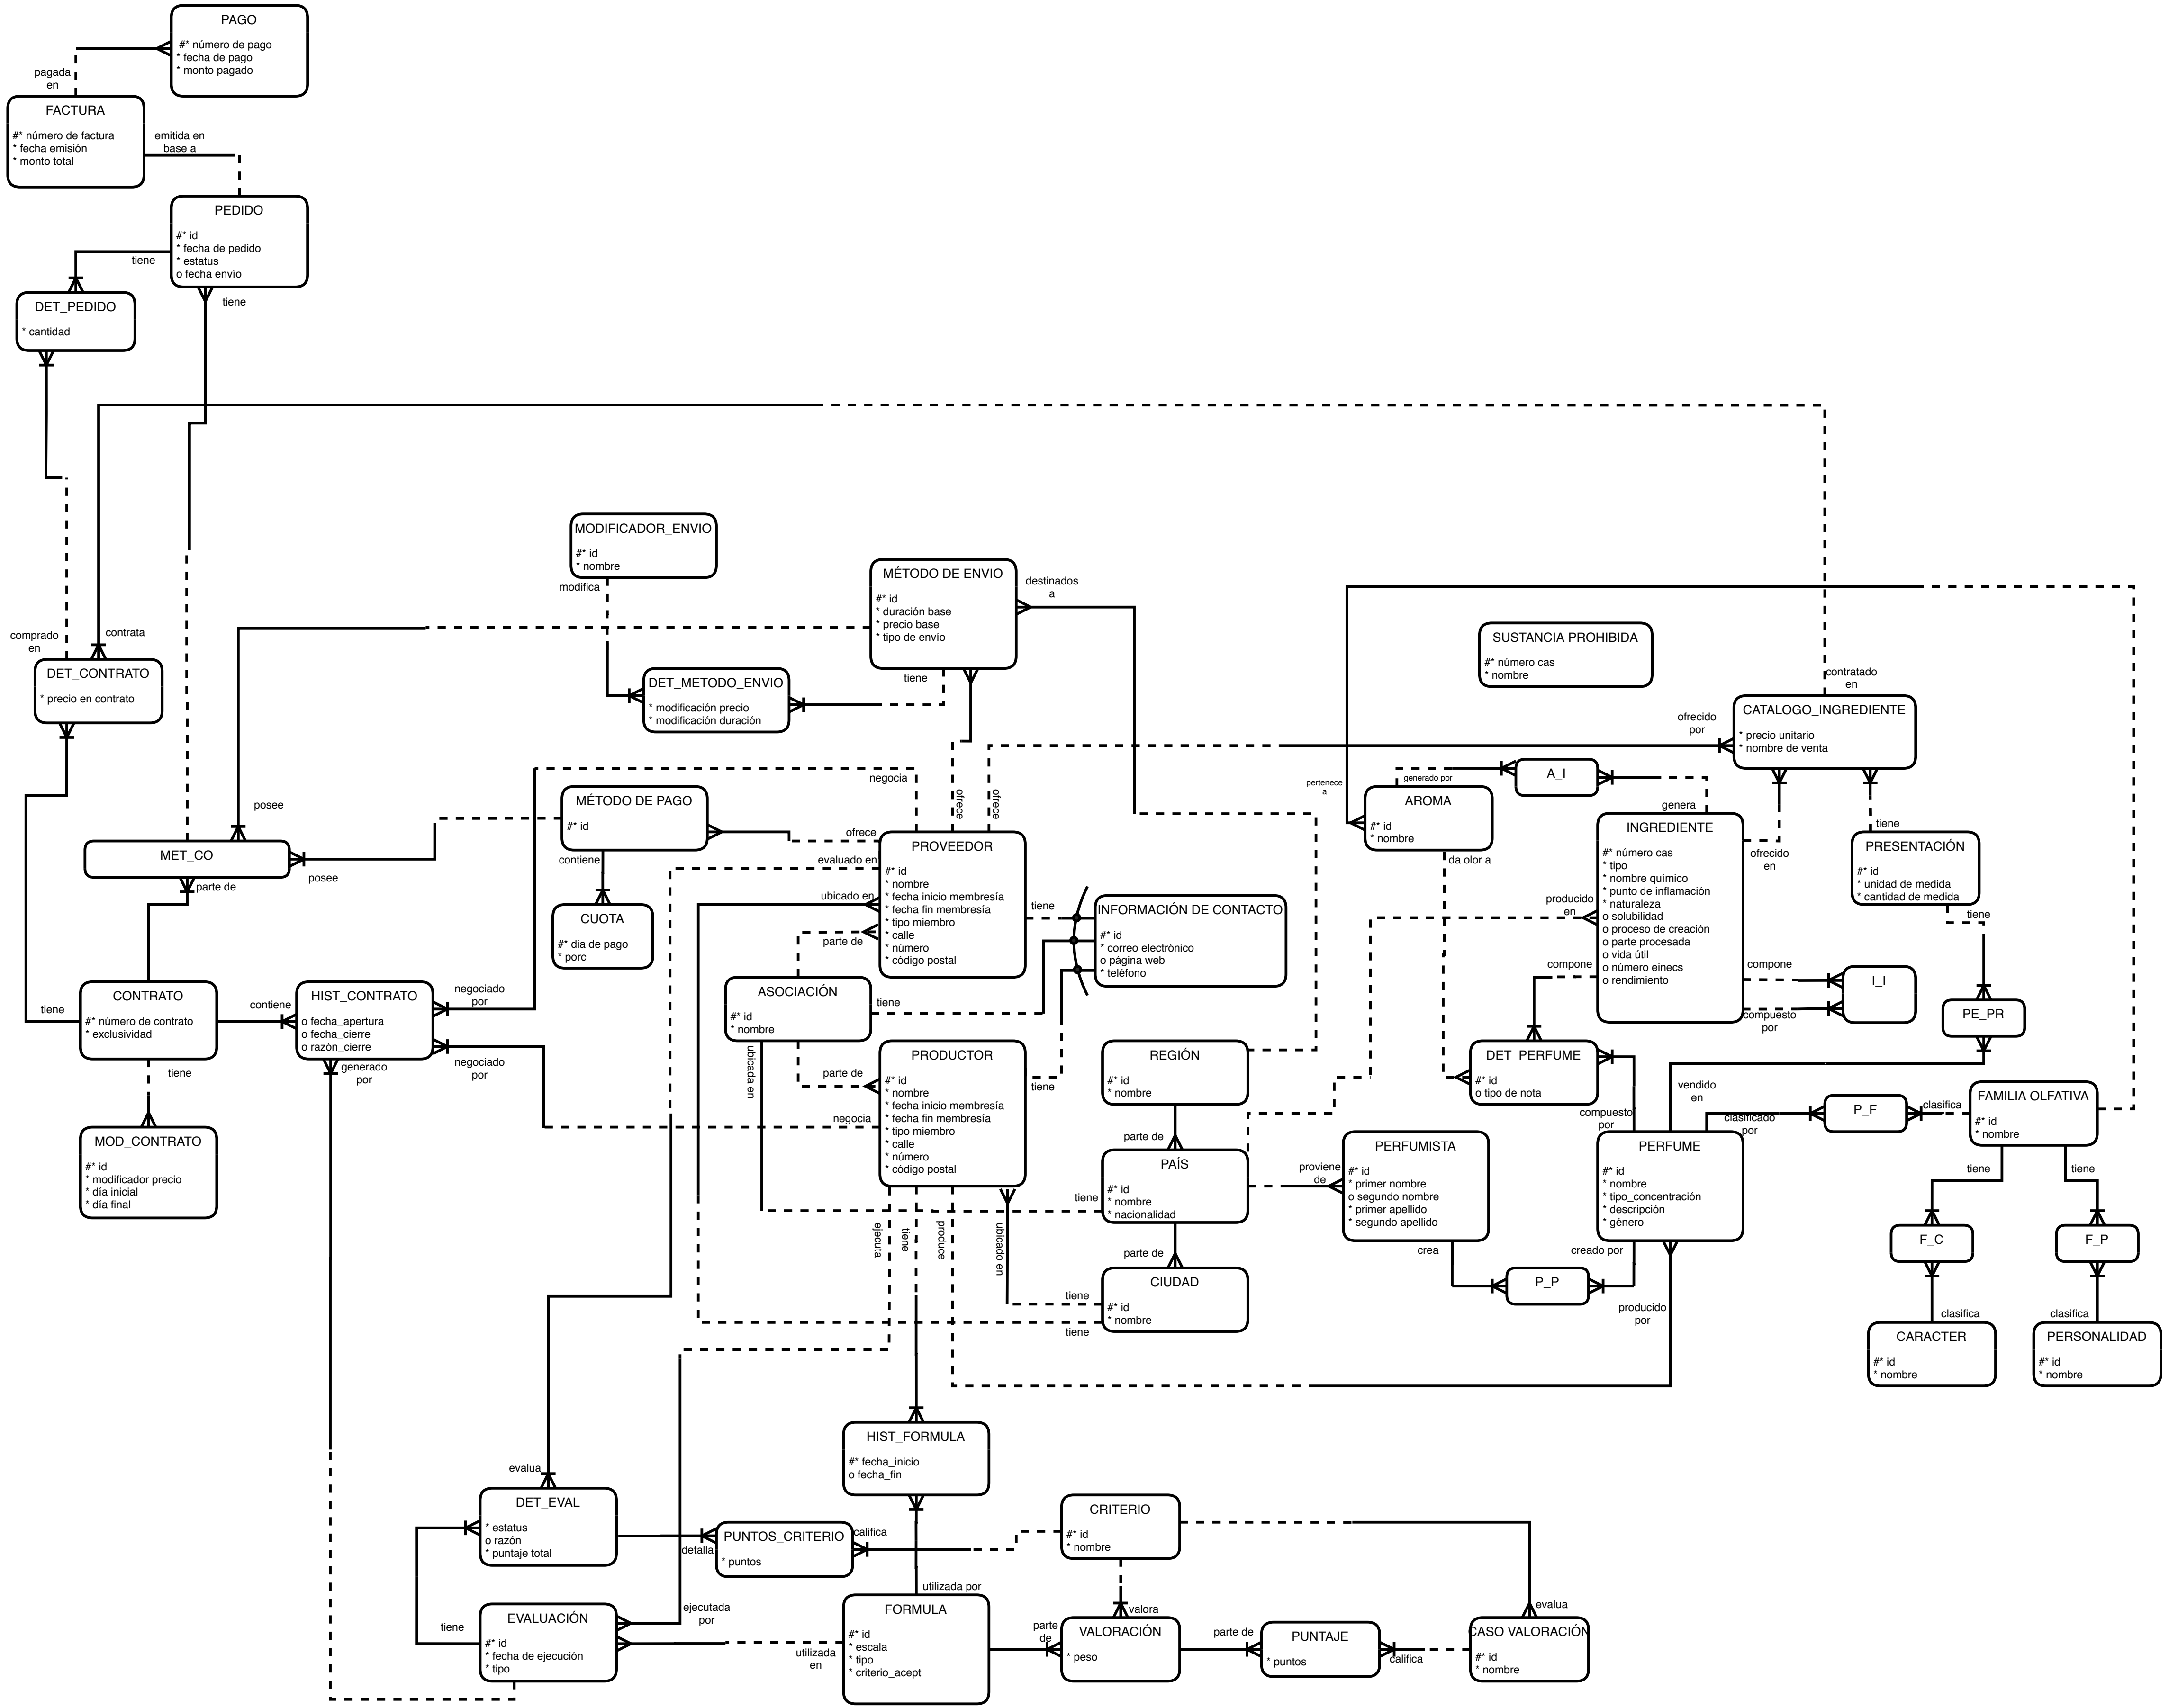 PAGO
#* número de pago
* fecha de pago
* monto pagado
pagada
en
FACTURA
#* número de factura
* fecha emisión
* monto total
emitida en
base a
PEDIDO
#* id
* fecha de pedido
* estatus
o fecha envío
tiene
tiene
DET_PEDIDO
* cantidad
comprado
en
contrata
DET_CONTRATO
* precio en contrato
MODIFICADOR_ENVIO
#* id
* nombre
modifica
MÉTODO DE ENVIO
#* id
* duración base
* precio base
* tipo de envío
destinados
a
tiene
DET_METODO_ENVIO
* modificación precio
* modificación duración
SUSTANCIA PROHIBIDA
#* número cas
* nombre
contratado
en
CATALOGO_INGREDIENTE
* precio unitario
* nombre de venta
ofrecido
por
negocia
ofrece
ofrece
posee
MÉTODO DE PAGO
#* id
ofrece
contiene
evaluado en
CUOTA
#* dia de pago
* porc
MET_CO
posee
parte de
PROVEEDOR
#* id
* nombre
* fecha inicio membresía
* fecha fin membresía
* tipo miembro
* calle
* número
* código postal
ubicado en
parte de
tiene
INFORMACIÓN DE CONTACTO
#* id
* correo electrónico
o página web
* teléfono
pertenece
a
generado por
A_I
genera
AROMA
#* id
* nombre
da olor a
INGREDIENTE
#* número cas
* tipo
* nombre químico
* punto de inflamación
* naturaleza
o solubilidad
o proceso de creación
o parte procesada
o vida útil
o número einecs
o rendimiento
ofrecido
en
tiene
PRESENTACIÓN
#* id
* unidad de medida
* cantidad de medida
tiene
producido
en
compone
compone
I_I
compuesto
por
PE_PR
CONTRATO
#* número de contrato
* exclusividad
tiene
contiene
tiene
HIST_CONTRATO
o fecha_apertura
o fecha_cierre
o razón_cierre
negociado
por
negociado
por
generado
por
ASOCIACIÓN
#* id
* nombre
tiene
ubicada en
parte de
MOD_CONTRATO
#* id
* modificador precio
* día inicial
* día final
PRODUCTOR
#* id
* nombre
* fecha inicio membresía
* fecha fin membresía
* tipo miembro
* calle
* número
* código postal
tiene
negocia
REGIÓN
#* id
* nombre
parte de
PAÍS
#* id
* nombre
* nacionalidad
tiene
parte de
CIUDAD
#* id
* nombre
tiene
tiene
proviene
de
PERFUMISTA
#* id
* primer nombre
o segundo nombre
* primer apellido
* segundo apellido
crea
DET_PERFUME
#* id
o tipo de nota
compuesto
por
vendido
en
clasificado
por
PERFUME
#* id
* nombre
* tipo_concentración
* descripción
* género
creado por
P_P
producido
por
P_F
clasifica
FAMILIA OLFATIVA
#* id
* nombre
tiene
tiene
F_C
F_P
clasifica
clasifica
CARACTER
#* id
* nombre
PERSONALIDAD
#* id
* nombre
ejecuta
tiene
produce
ubicado en
HIST_FORMULA
#* fecha_inicio
o fecha_fin
evalua
DET_EVAL
* estatus
o razón
* puntaje total
detalla
PUNTOS_CRITERIO
* puntos
califica
CRITERIO
#* id
* nombre
utilizada por
EVALUACIÓN
#* id
* fecha de ejecución
* tipo
tiene
ejecutada
por
utilizada
en
FORMULA
#* id
* escala
* tipo
* criterio_acept
parte
de
valora
VALORACIÓN
* peso
parte de
PUNTAJE
* puntos
califica
evalua
CASO VALORACIÓN
#* id
* nombre